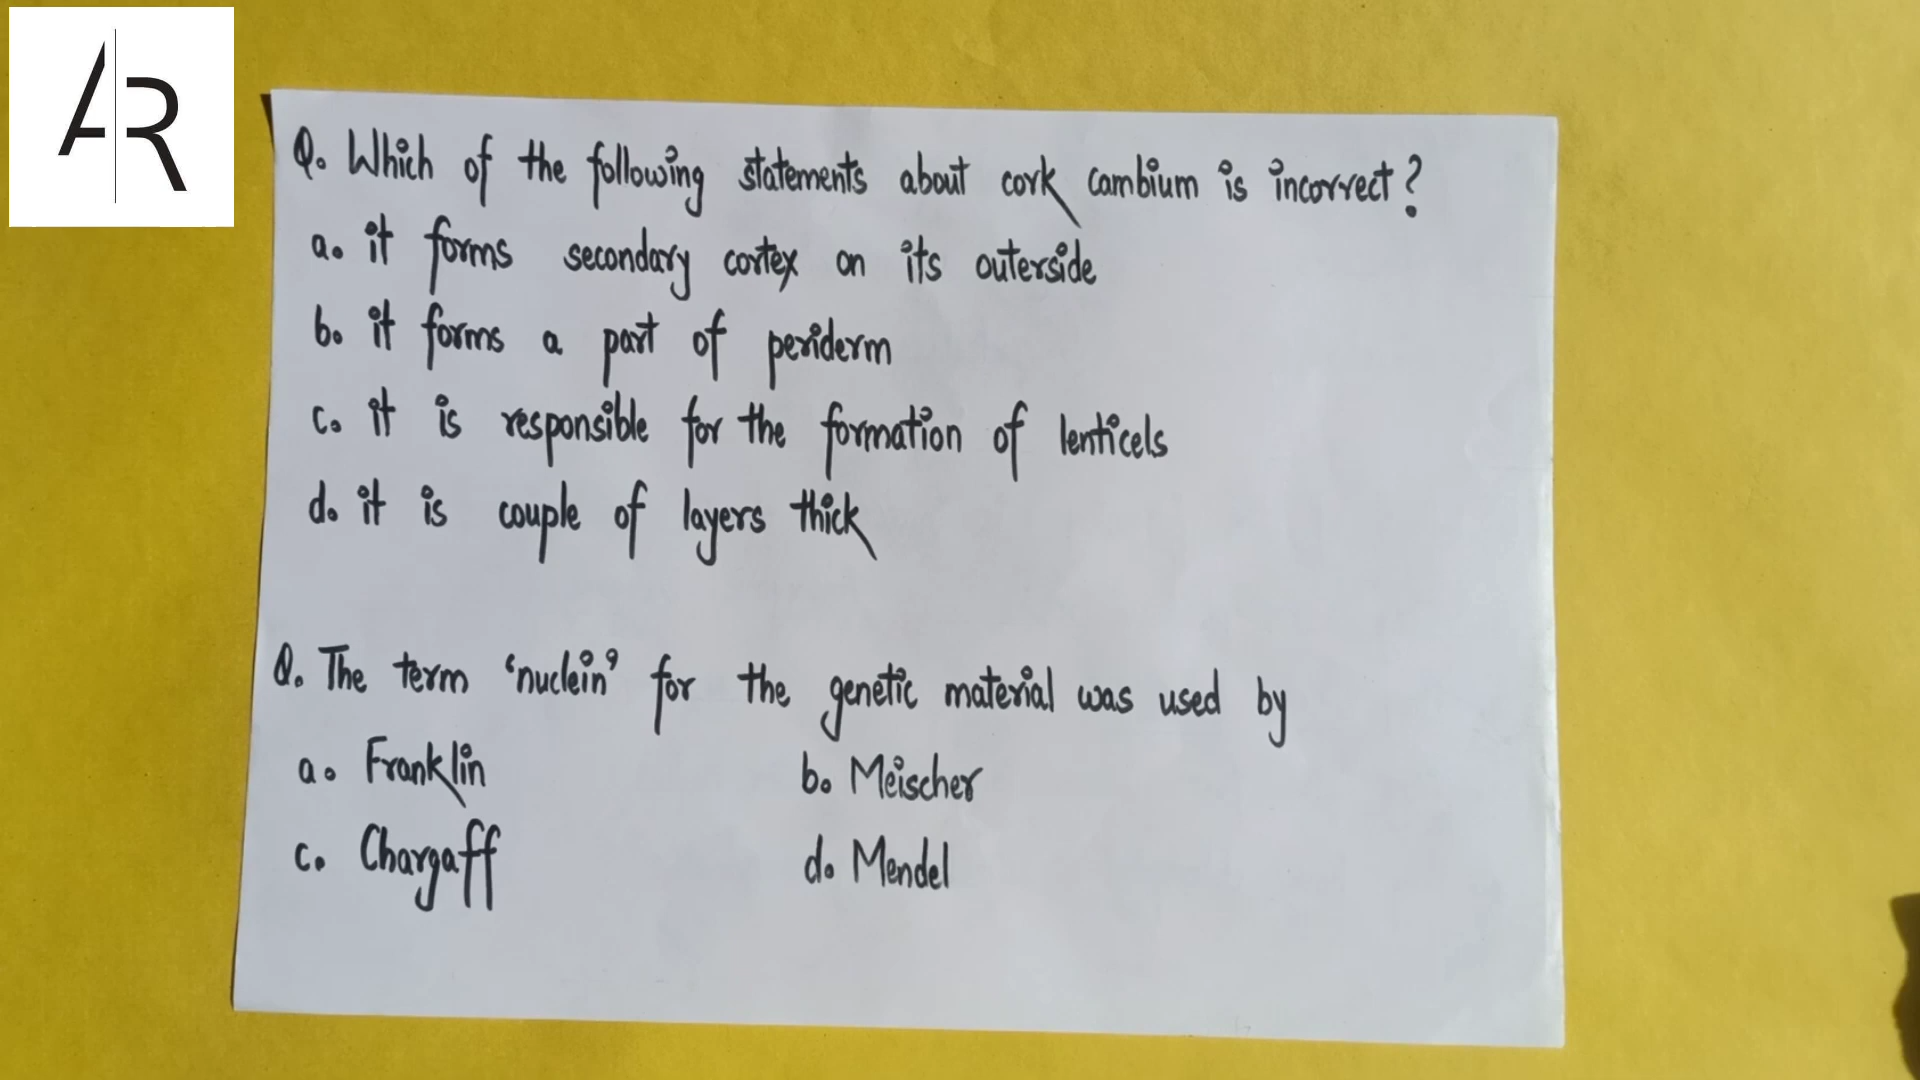 AR
Q. Which of the following statements about cork cambium is incorrect?
a. it forms secondary cortex on its outerside
b. it forms a part of periderm
c. it is responsible for the formation of lenticels
d. it is couple of layers thick
Q. The term 'nuclein' for the genetic material was used by
a. Franklin b. Meischer
c. Chargaff d. Mendel